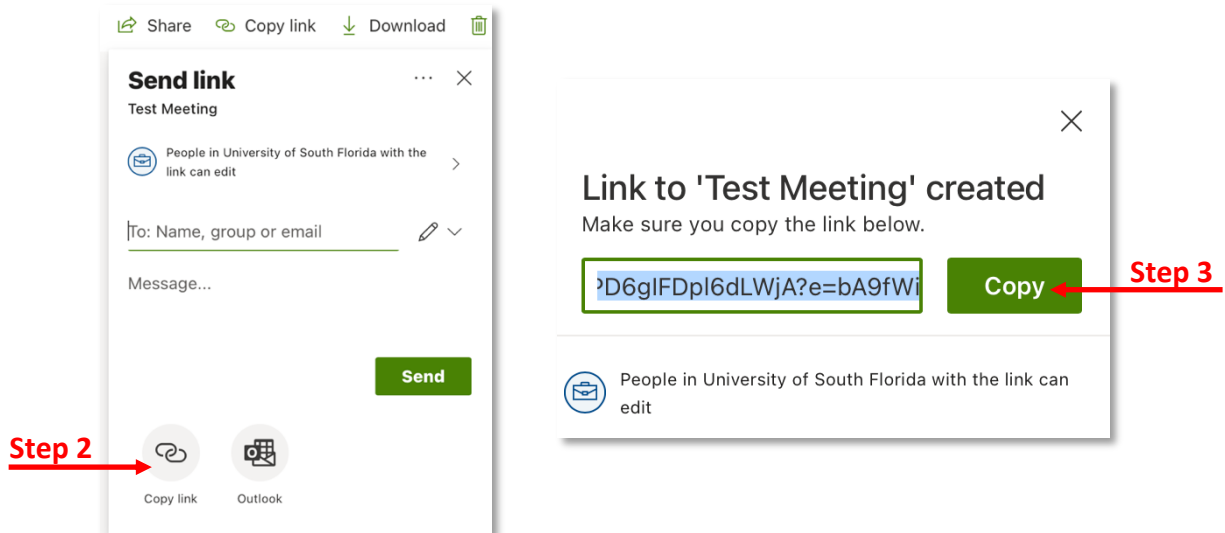 Share Copy link Download
Send link
Test Meeting
People in University of South Florida with the
link can edit
To: Name, group or email
Message...
Send
Step 2
Copy link Outlook
Link to 'Test Meeting' created
Make sure you copy the link below.
PD6gIFDpl6dLWjA?e=bA9fWi
Copy
Step 3
People in University of South Florida with the link can
edit